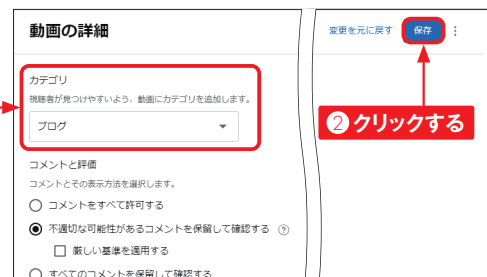 動画の詳細
変更を元に戻す
保存
カテゴリ
視聴者が見つけやすいよう、動画にカテゴリを追加します。
ブログ
② クリックする
コメントと評価
コメントとその表示方法を選択します。
コメントをすべて許可する
不適切な可能性があるコメントを保留して確認する
厳しい基準を適用する
すべてのコメントを保留して確認する